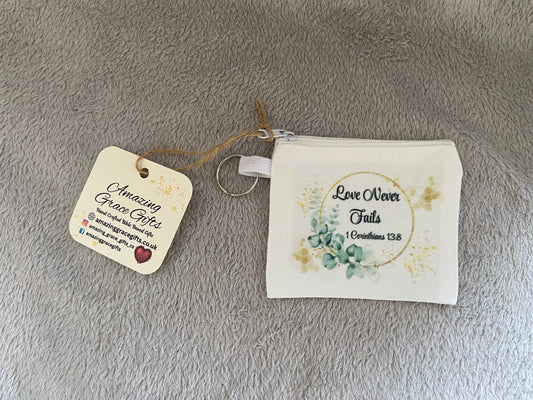 Amazing
Grace Gifts
Hand Crafted Bible Based Gifts
amazinggracegifts.co.uk
amazing_grace_gifts_ca
amazinggracegifts
Love Never
Fails
1 Corinthians 13:8